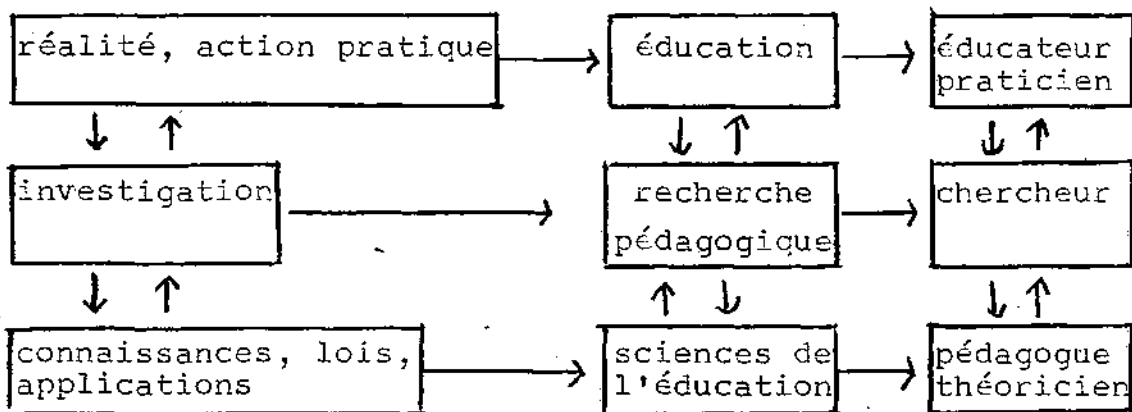 réalité, action pratique
éducation
éducateur
praticien
investigation
recherche
pédagogique
chercheur
connaissances, lois,
applications
sciences de
l'éducation
pédagogue
théoricien